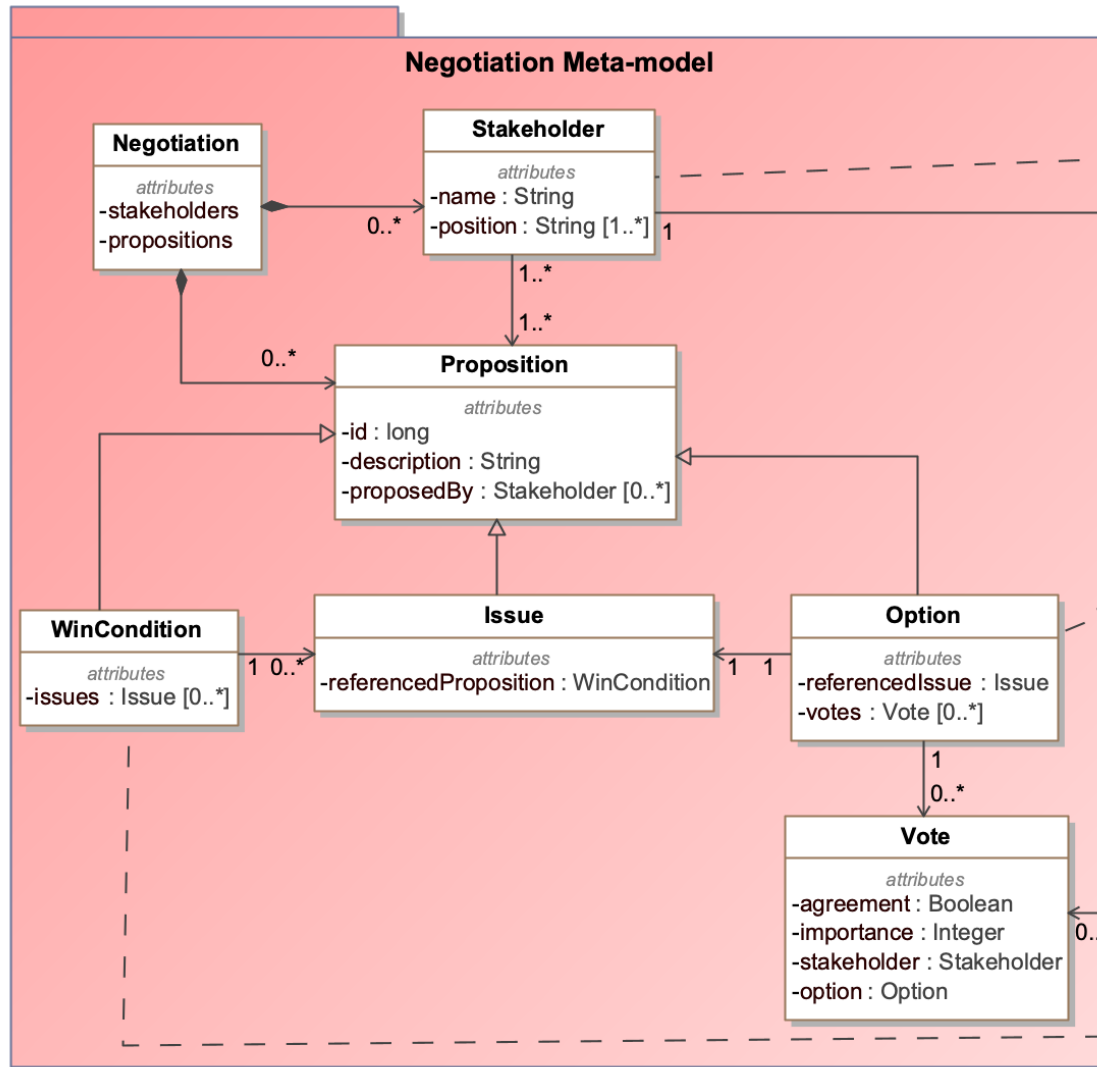 Negotiation Meta-model
Negotiation
attributes
-stakeholders
-propositions
Stakeholder
attributes
-name : String
-position : String [1..*]
0..*
1
1..*
1..*
0..*
Proposition
attributes
-id : long
-description : String
-proposedBy : Stakeholder [0..*]
WinCondition
attributes
-issues : Issue [0..*]
1 0..*
Issue
attributes
-referencedProposition : WinCondition
1 1
Option
attributes
-referencedIssue : Issue
-votes : Vote [0..*]
1
0..*
Vote
attributes
-agreement : Boolean
-importance : Integer
-stakeholder : Stakeholder
-option : Option
0..